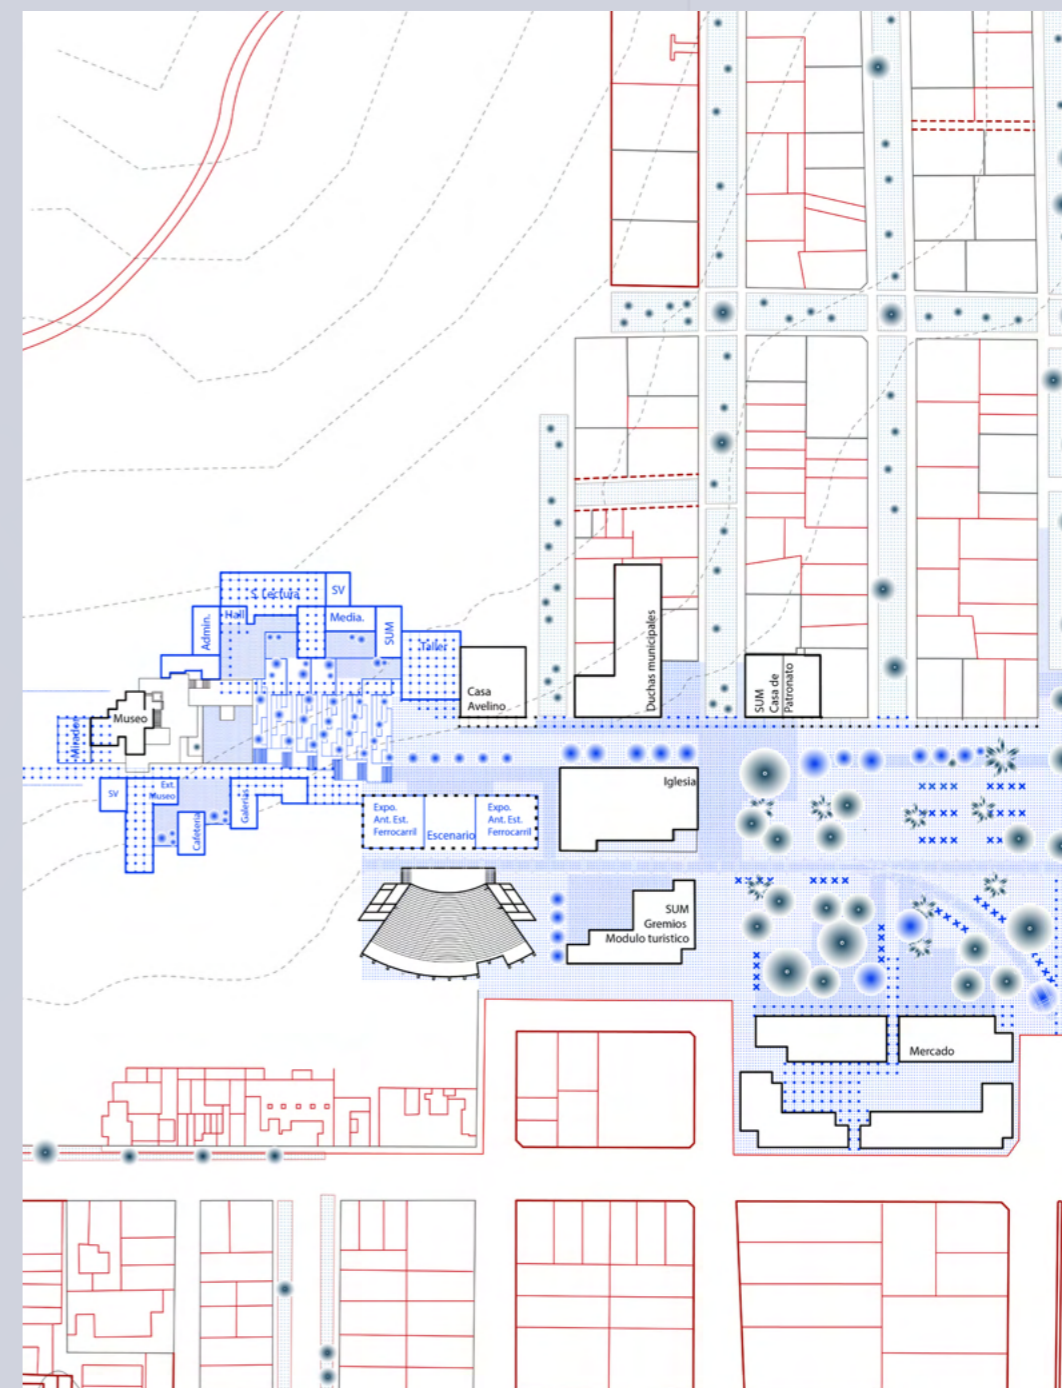 S. Lectura
SV
Hall
Media.
Admin.
SUM
Taller
Casa
Avelino
Duchas municipales
SUM
Casa de
Patronato
Museo
Mirador
SV
Ext.
Museo
Galerías
Cafetería
Expo.
Ant. Est.
Ferrocarril
Escenario
Expo.
Ant. Est.
Ferrocarril
Iglesia
SUM
Gremios
Modulo turistico
Mercado